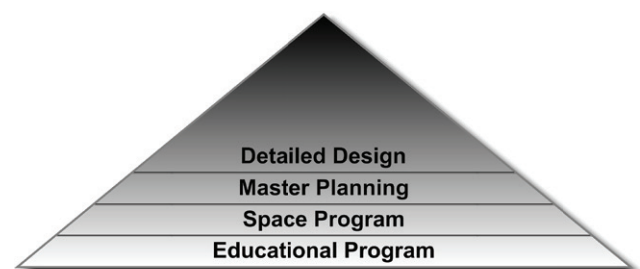 Detailed Design
Master Planning
Space Program
Educational Program